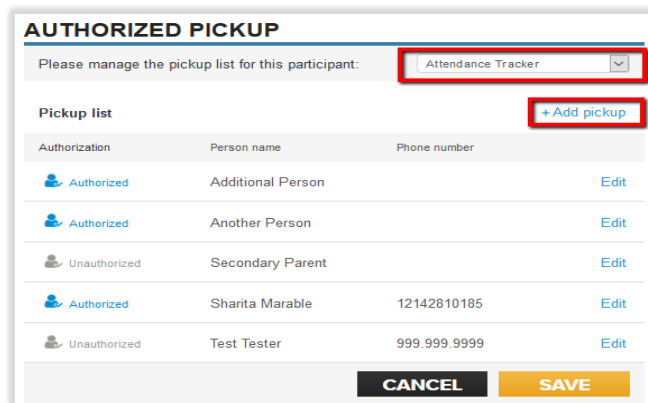 AUTHORIZED PICKUP
Please manage the pickup list for this participant: Attendance Tracker
Pickup list +Add pickup
Authorization Person name Phone number
Authorized Additional Person Edit
Authorized Another Person Edit
Unauthorized Secondary Parent Edit
Authorized Sharita Marable 12142810185 Edit
Unauthorized Test Tester 999.999.9999 Edit
CANCEL SAVE